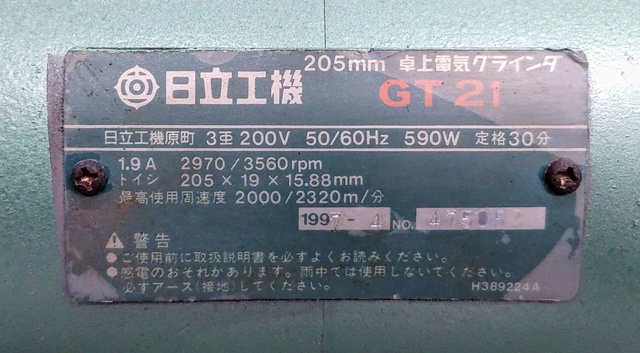 205mm 卓上電気グラインダ
日立工機 GT 21
日立工機原町 3亜 200V 50/60Hz 590W 定格30分
1.9A 2970/3560rpm
トイシ 205×19×15.88mm
最高使用周速度 2000/2320m/分
1997-4 NO.
⚠警告
●ご使用前に取扱説明書を必ずよくお読みください。
●感電のおそれがあります。雨中では使用しないでください。
必ずアース(接地)してください。
H389224A